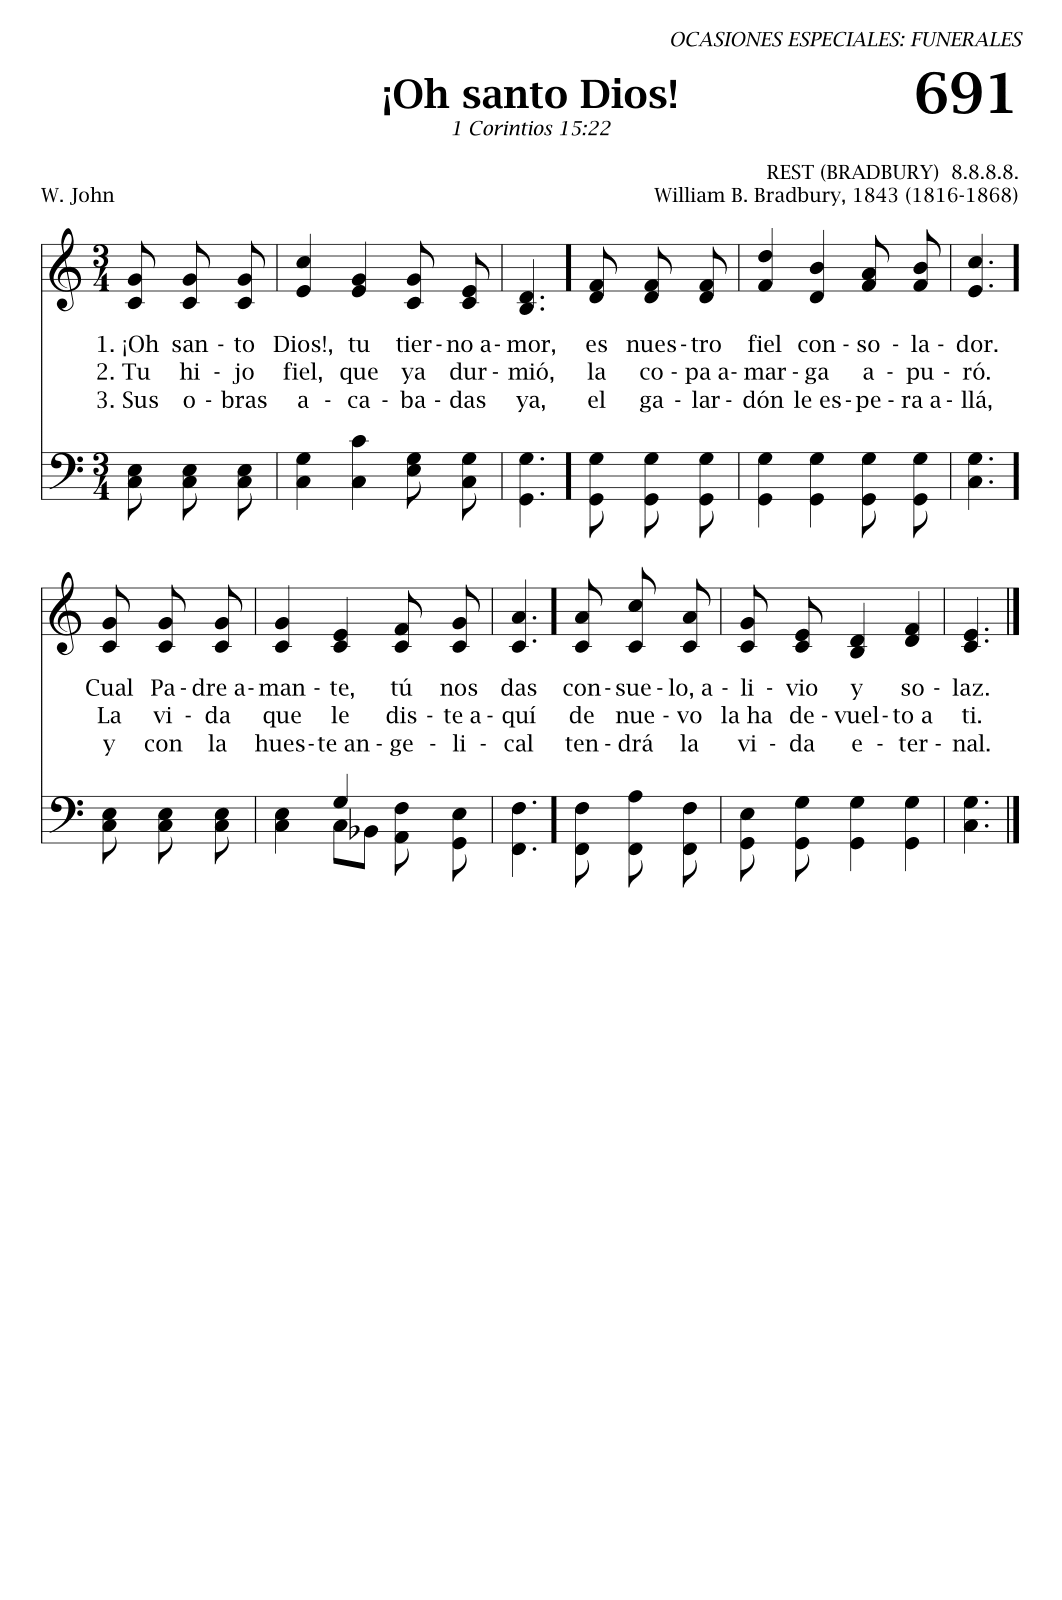 OCASIONES ESPECIALES: FUNERALES
¡Oh santo Dios!
691
1 Corintios 15:22
REST (BRADBURY) 8.8.8.8.
W. John
William B. Bradbury, 1843 (1816-1868)
3 4
1. ¡Oh san - to Dios!, tu tier - no a - mor, es nues - tro fiel con - so - la - dor.
2. Tu hi - jo fiel, que ya dur - mió, la co - pa a - mar - ga a - pu - ró.
3. Sus o - bras a - ca - ba - das ya, el ga - lar - dón le es - pe - ra a - llá,
3 4
Cual Pa - dre a - man - te, tú nos das con - sue - lo, a - li - vio y so - laz.
La vi - da que le dis - te a - quí de nue - vo la ha de - vuel - to a ti.
y con la hues - te an - ge - li - cal ten - drá la vi - da e - ter - nal.